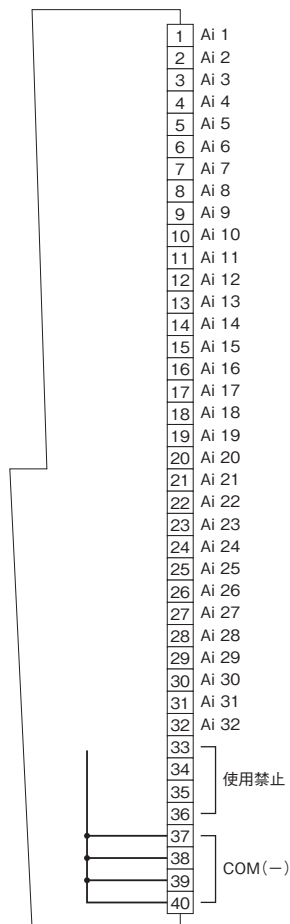 1 Ai 1
2 Ai 2
3 Ai 3
4 Ai 4
5 Ai 5
6 Ai 6
7 Ai 7
8 Ai 8
9 Ai 9
10 Ai 10
11 Ai 11
12 Ai 12
13 Ai 13
14 Ai 14
15 Ai 15
16 Ai 16
17 Ai 17
18 Ai 18
19 Ai 19
20 Ai 20
21 Ai 21
22 Ai 22
23 Ai 23
24 Ai 24
25 Ai 25
26 Ai 26
27 Ai 27
28 Ai 28
29 Ai 29
30 Ai 30
31 Ai 31
32 Ai 32
33
34
使用禁止
35
36
37
38
COM(−)
39
40